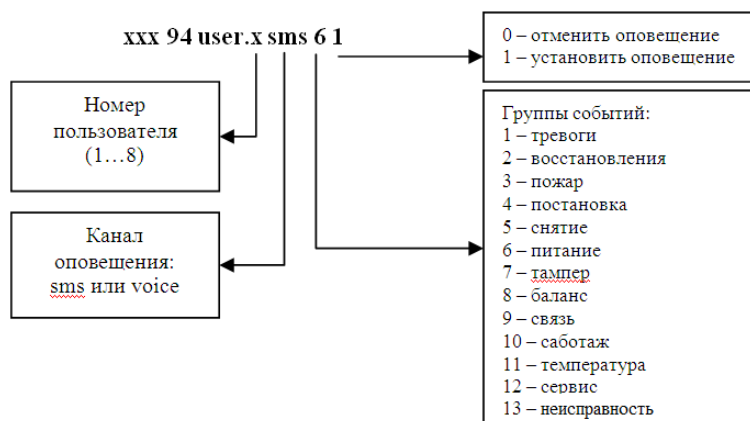 xxx 94 user.x sms 6 1
0 – отменить оповещение
1 – установить оповещение
Номер
пользователя
(1…8)
Канал
оповещения:
sms или voice
Группы событий:
1 – тревоги
2 – восстановления
3 – пожар
4 – постановка
5 – снятие
6 – питание
7 – тампер
8 – баланс
9 – связь
10 – саботаж
11 – температура
12 – сервис
13 – неисправность